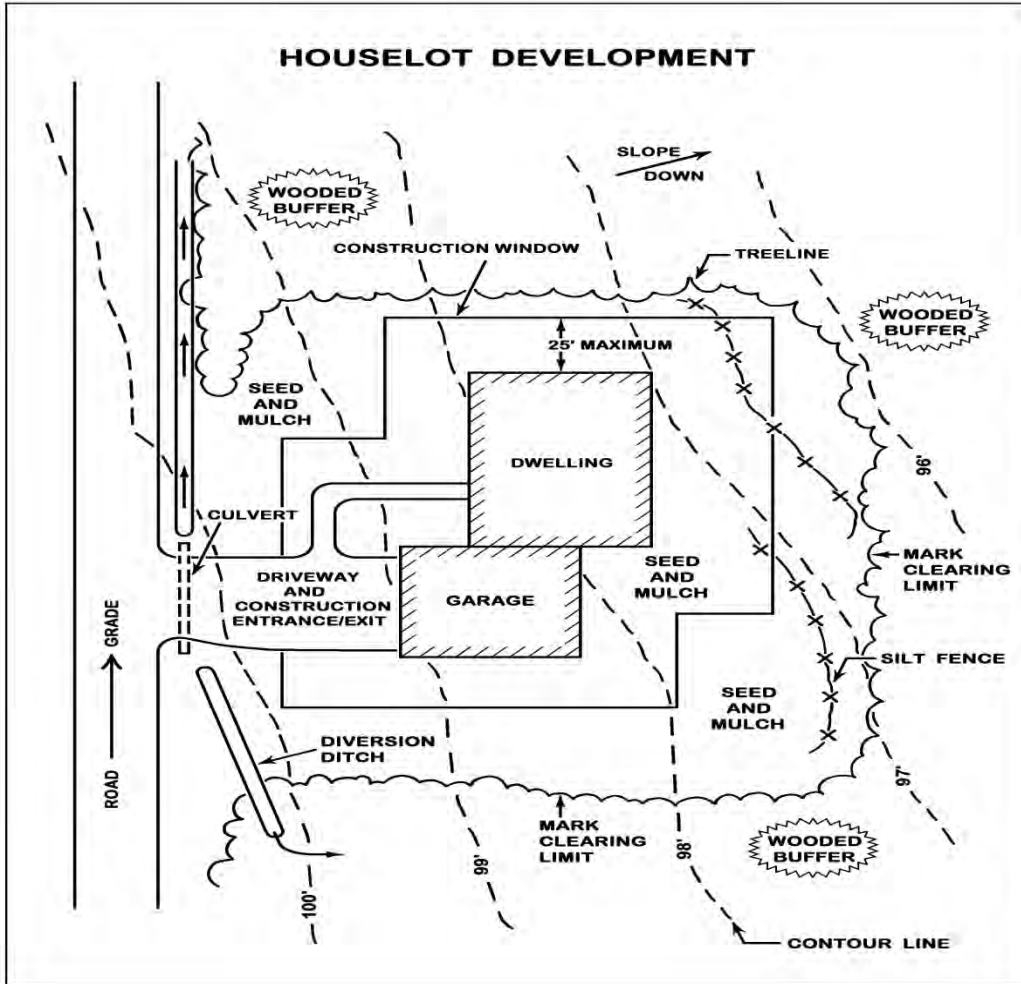 HOUSELOT DEVELOPMENT
SLOPE
DOWN
WOODED
BUFFER
CONSTRUCTION WINDOW
TREELINE
WOODED
BUFFER
25' MAXIMUM
SEED
AND
MULCH
DWELLING
96'
CULVERT
MARK
CLEARING
LIMIT
SEED
AND
MULCH
DRIVEWAY
AND
CONSTRUCTION
ENTRANCE/EXIT
GARAGE
ROAD GRADE
SILT FENCE
SEED
AND
MULCH
DIVERSION
DITCH
97'
MARK
CLEARING
LIMIT
WOODED
BUFFER
100'
99'
98'
CONTOUR LINE